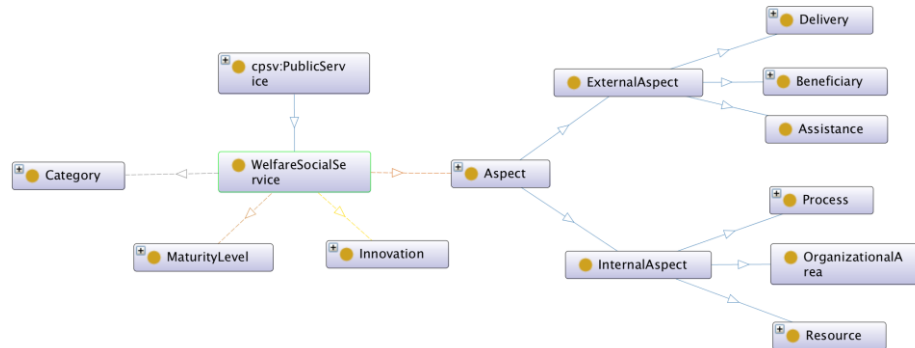 Delivery
cpsv:PublicServ
ice
ExternalAspect
Beneficiary
Assistance
Category
WelfareSocialSe
rvice
Aspect
Process
MaturityLevel
Innovation
InternalAspect
OrganizationalA
rea
Resource